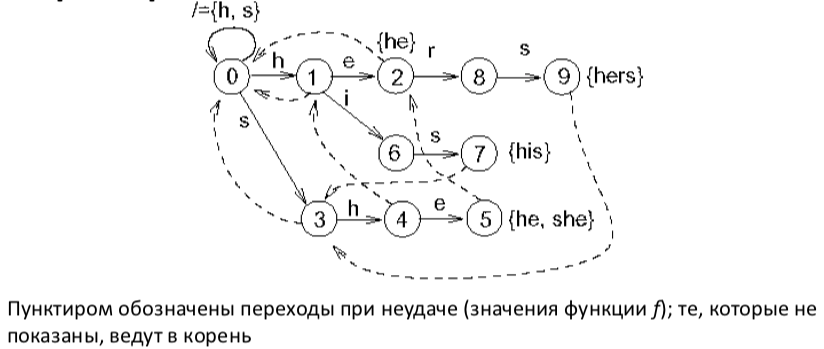 /={h, s}
{he}
h e r s
0 1 2 8 9 {hers}
i
s s
6 7 {his}
h e
3 4 5 {he, she}
Пунктиром обозначены переходы при неудаче (значения функции f); те, которые не
показаны, ведут в корень